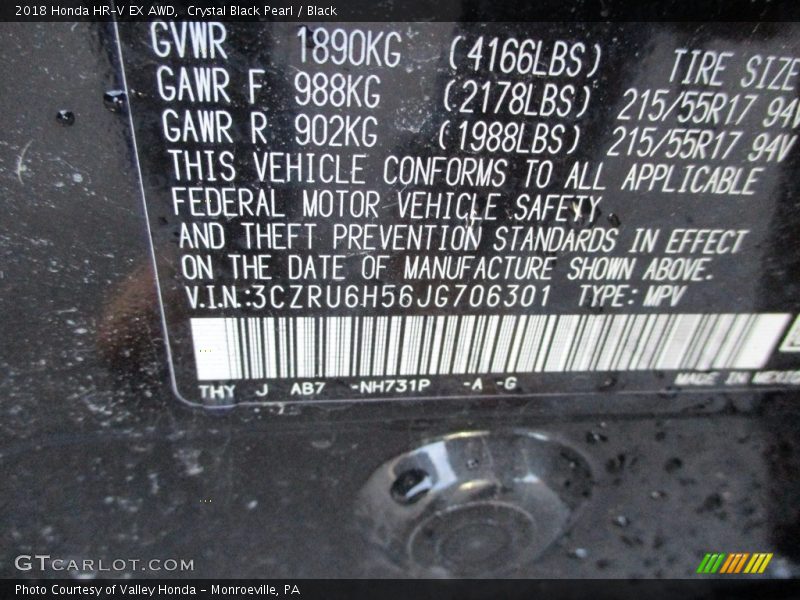 2018 Honda HR-V EX AWD, Crystal Black Pearl / Black
GVWR 1890KG (4166LBS) TIRE SIZE
GAWR F 988KG (2178LBS) 215/55R17 94V
GAWR R 902KG (1988LBS) 215/55R17 94V
THIS VEHICLE CONFORMS TO ALL APPLICABLE
FEDERAL MOTOR VEHICLE SAFETY
AND THEFT PREVENTION STANDARDS IN EFFECT
ON THE DATE OF MANUFACTURE SHOWN ABOVE.
V.I.N.:3CZRU6H56JG706301 TYPE: MPV
THY J AB7 -NH731P -A -G MADE IN MEXICO
GTCARLOT.COM
Photo Courtesy of Valley Honda - Monroeville, PA